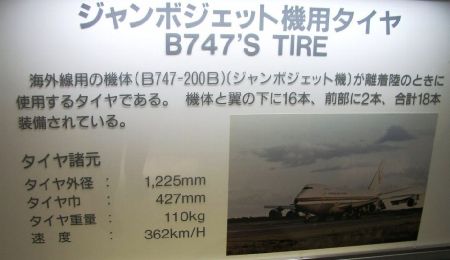 ジャンボジェット機用タイヤ
B747'S TIRE
海外線用の機体(B747-200B)(ジャンボジェット機)が離着陸のときに
使用するタイヤである。 機体と翼の下に16本、前部に2本、合計18本
装備されている。
タイヤ諸元
タイヤ外径 : 1,225mm
タイヤ巾 : 427mm
タイヤ重量 : 110kg
速 度 : 362km/H